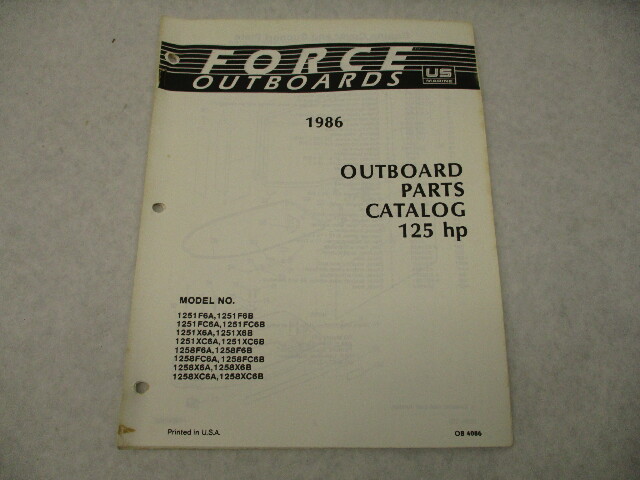 FORCE
OUTBOARDS
US
MARINE
1986
OUTBOARD
PARTS
CATALOG
125 hp
MODEL NO.
1251F6A,1251F6B
1251FC6A,1251FC6B
1251X6A,1251X6B
1251XC6A,1251XC6B
1258F6A,1258F6B
1258FC6A,1258FC6B
1258X6A,1258X6B
1258XC6A,1258XC6B
Printed in U.S.A.
OB 4086